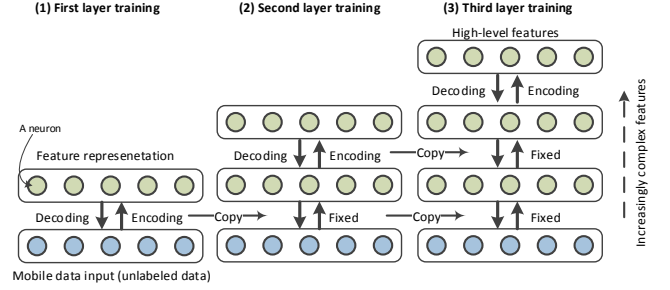 (1) First layer training
(2) Second layer training
(3) Third layer training
High-level features
Decoding
Encoding
A neuron
Feature represenetation
Decoding
Encoding
Copy
Fixed
Decoding
Encoding
Copy
Fixed
Copy
Fixed
Mobile data input (unlabeled data)
Increasingly complex features